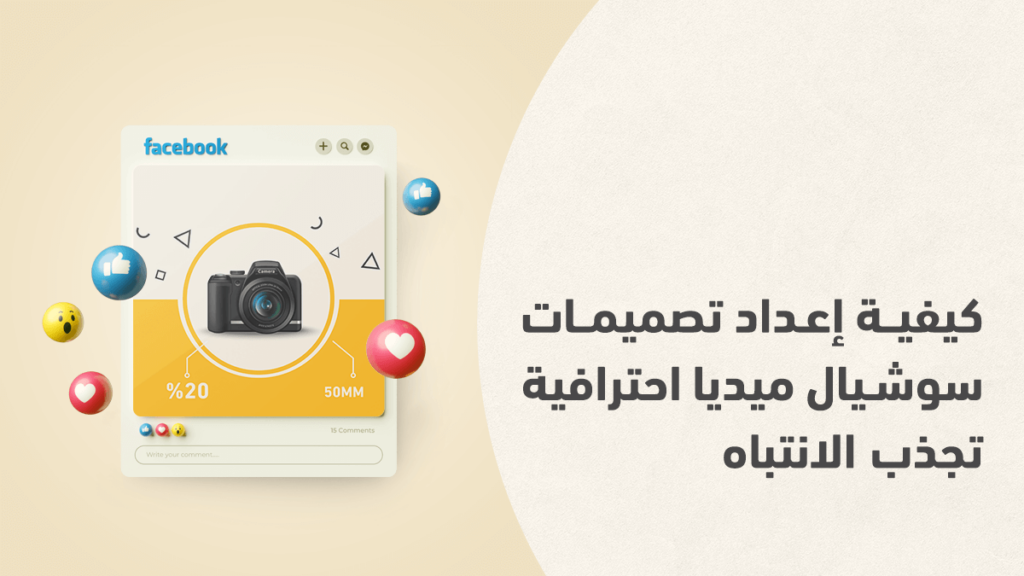 كيفية إعداد تصميمات
سوشيال ميديا احترافية
تجذب الانتباه
facebook
Camera
%20
50MM
15 Comments
Write your comment....